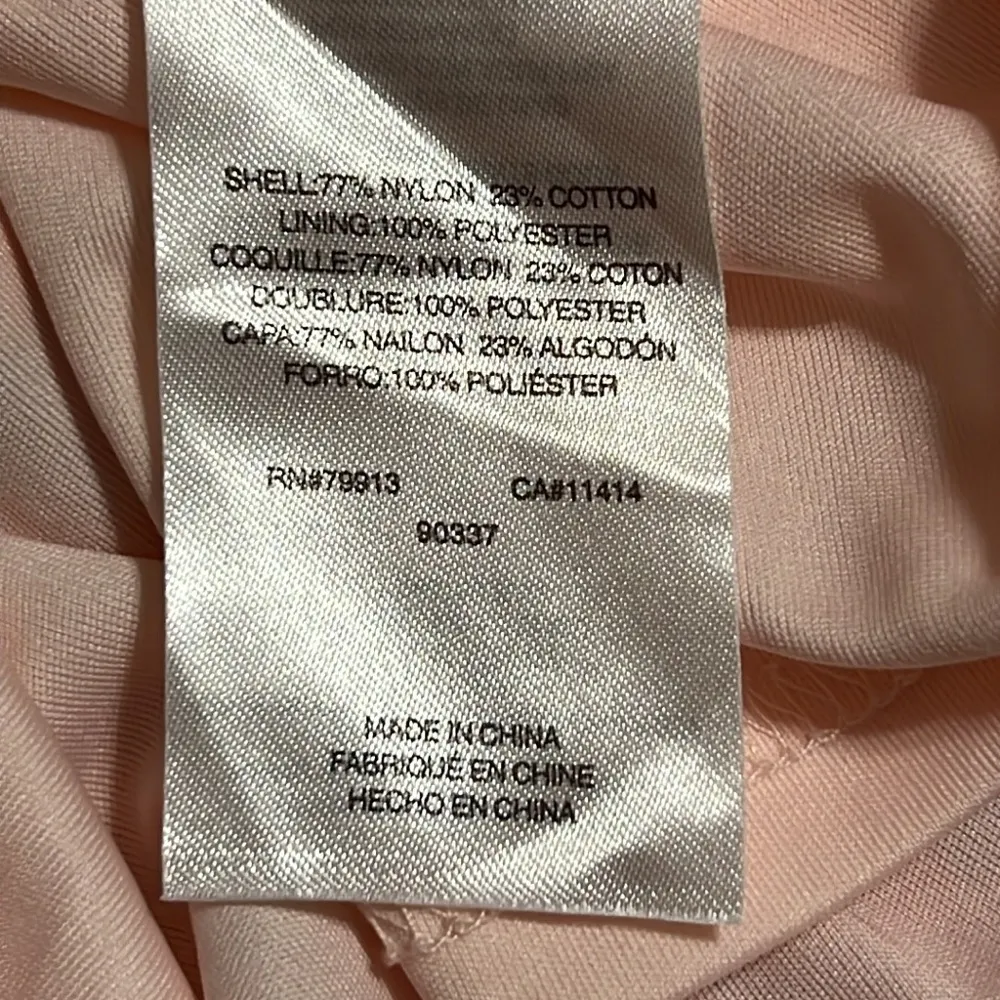 SHELL:77% NYLON 23% COTTON
LINING:100% POLYESTER
COQUILLE:77% NYLON 23% COTON
DOUBLURE:100% POLYESTER
CAPA:77% NAILON 23% ALGODÓN
FORRO:100% POLIÉSTER
RN#79913 CA#11414
90337
MADE IN CHINA
FABRIQUE EN CHINE
HECHO EN CHINA